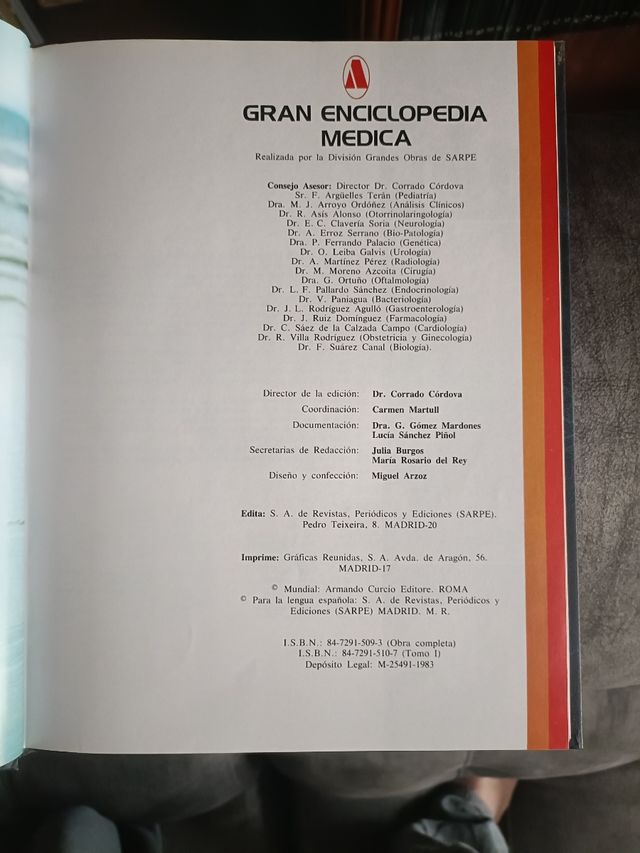 GRAN ENCICLOPEDIA
MEDICA
Realizada por la División Grandes Obras de SARPE
Consejo Asesor: Director Dr. Corrado Córdova
Sr. F. Argüelles Terán (Pediatría)
Dra. M. J. Arroyo Ordóñez (Análisis Clínicos)
Dr. R. Asís Alonso (Otorrinolaringología)
Dr. E. C. Clavería Soria (Neurología)
Dr. A. Erroz Serrano (Bio-Patología)
Dra. P. Ferrando Palacio (Genética)
Dr. O. Leiba Galvis (Urología)
Dr. A. Martínez Pérez (Radiología)
Dr. M. Moreno Azcoita (Cirugía)
Dra. G. Ortuño (Oftalmología)
Dr. L. F. Pallardo Sánchez (Endocrinología)
Dr. V. Paniagua (Bacteriología)
Dr. J. L. Rodríguez Agulló (Gastroenterología)
Dr. J. Ruiz Domínguez (Farmacología)
Dr. C. Sáez de la Calzada Campo (Cardiología)
Dr. R. Villa Rodríguez (Obstetricia y Ginecología)
Dr. F. Suárez Canal (Biología).
Director de la edición: Dr. Corrado Córdova
Coordinación: Carmen Martull
Documentación: Dra. G. Gómez Mardones
Lucía Sánchez Piñol
Secretarias de Redacción: Julia Burgos
María Rosario del Rey
Diseño y confección: Miguel Arzoz
Edita: S. A. de Revistas, Periódicos y Ediciones (SARPE).
Pedro Teixeira, 8. MADRID-20
Imprime: Gráficas Reunidas, S. A. Avda. de Aragón, 56.
MADRID-17
© Mundial: Armando Curcio Editore. ROMA
© Para la lengua española: S. A. de Revistas, Periódicos y
Ediciones (SARPE) MADRID. M. R.
I.S.B.N.: 84-7291-509-3 (Obra completa)
I.S.B.N.: 84-7291-510-7 (Tomo I)
Depósito Legal: M-25491-1983